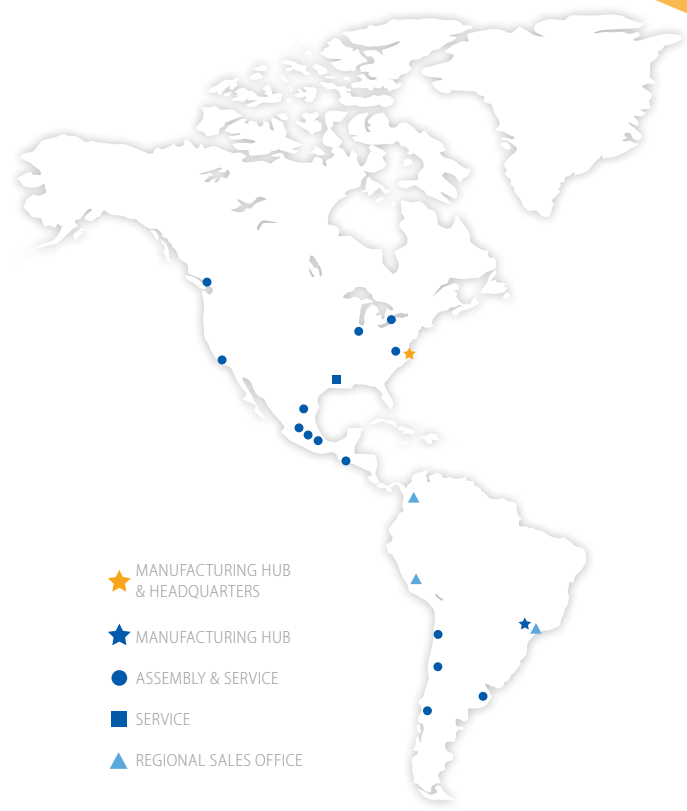 MANUFACTURING HUB
& HEADQUARTERS
MANUFACTURING HUB
ASSEMBLY & SERVICE
SERVICE
REGIONAL SALES OFFICE